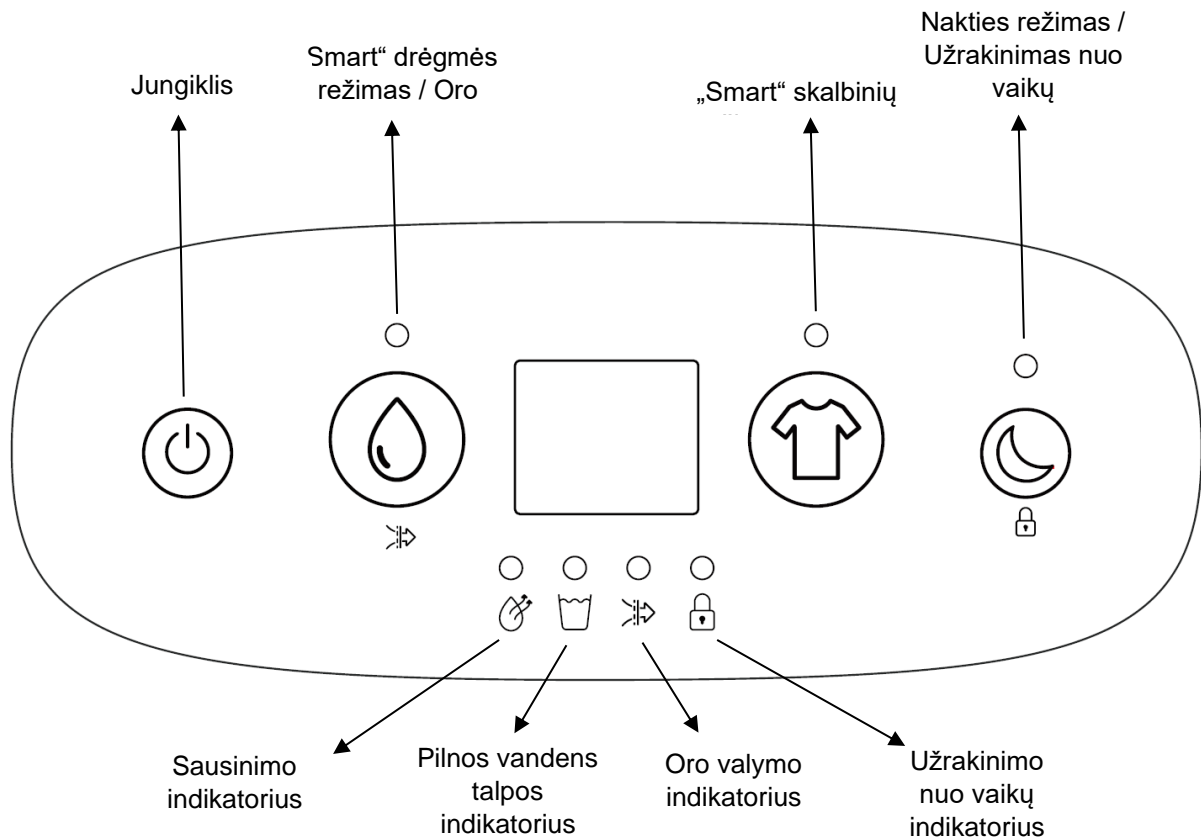 Jungiklis
Smart“ drėgmės
režimas / Oro
„Smart“ skalbinių
Nakties režimas /
Užrakinimas nuo
vaikų
Sausinimo
indikatorius
Pilnos vandens
talpos
indikatorius
Oro valymo
indikatorius
Užrakinimo
nuo vaikų
indikatorius